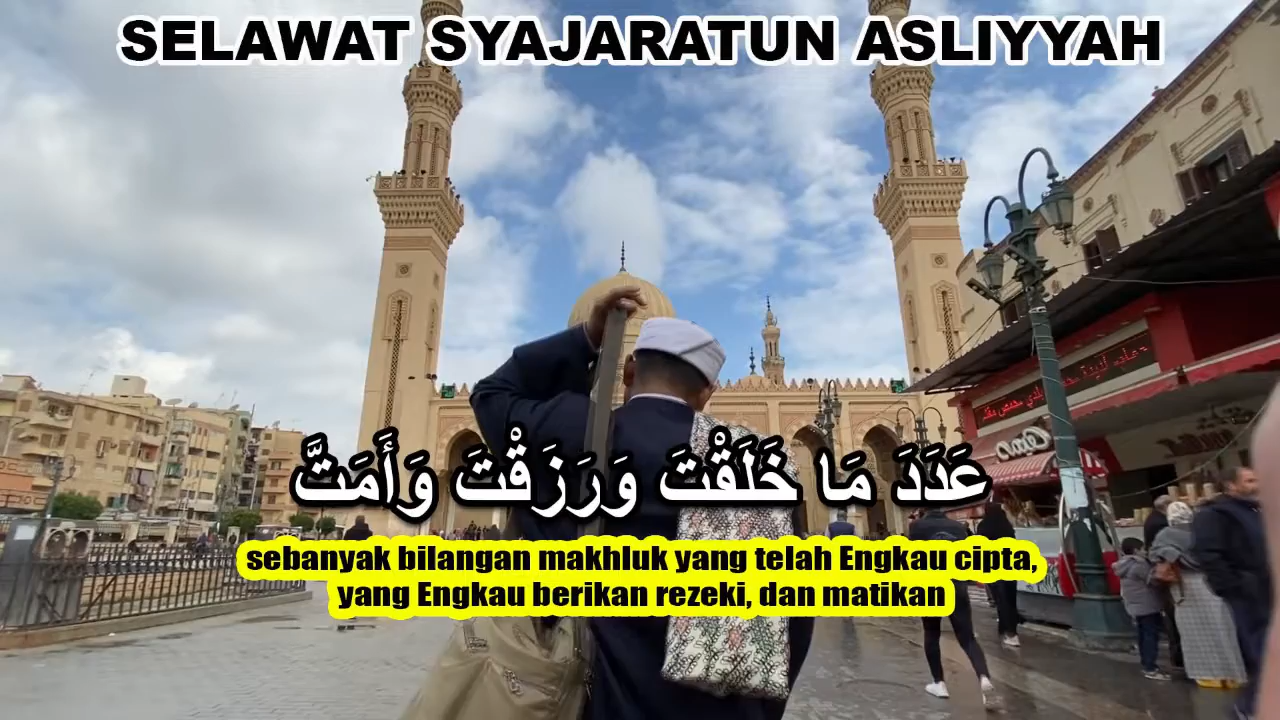 SELAWAT SYAJARATUN ASLIYYAH
عَدَدَ مَا خَلَقْتَ وَرَزَقْتَ وَأَمَتَّ
sebanyak bilangan makhluk yang telah Engkau cipta,
yang Engkau berikan rezeki, dan matikan